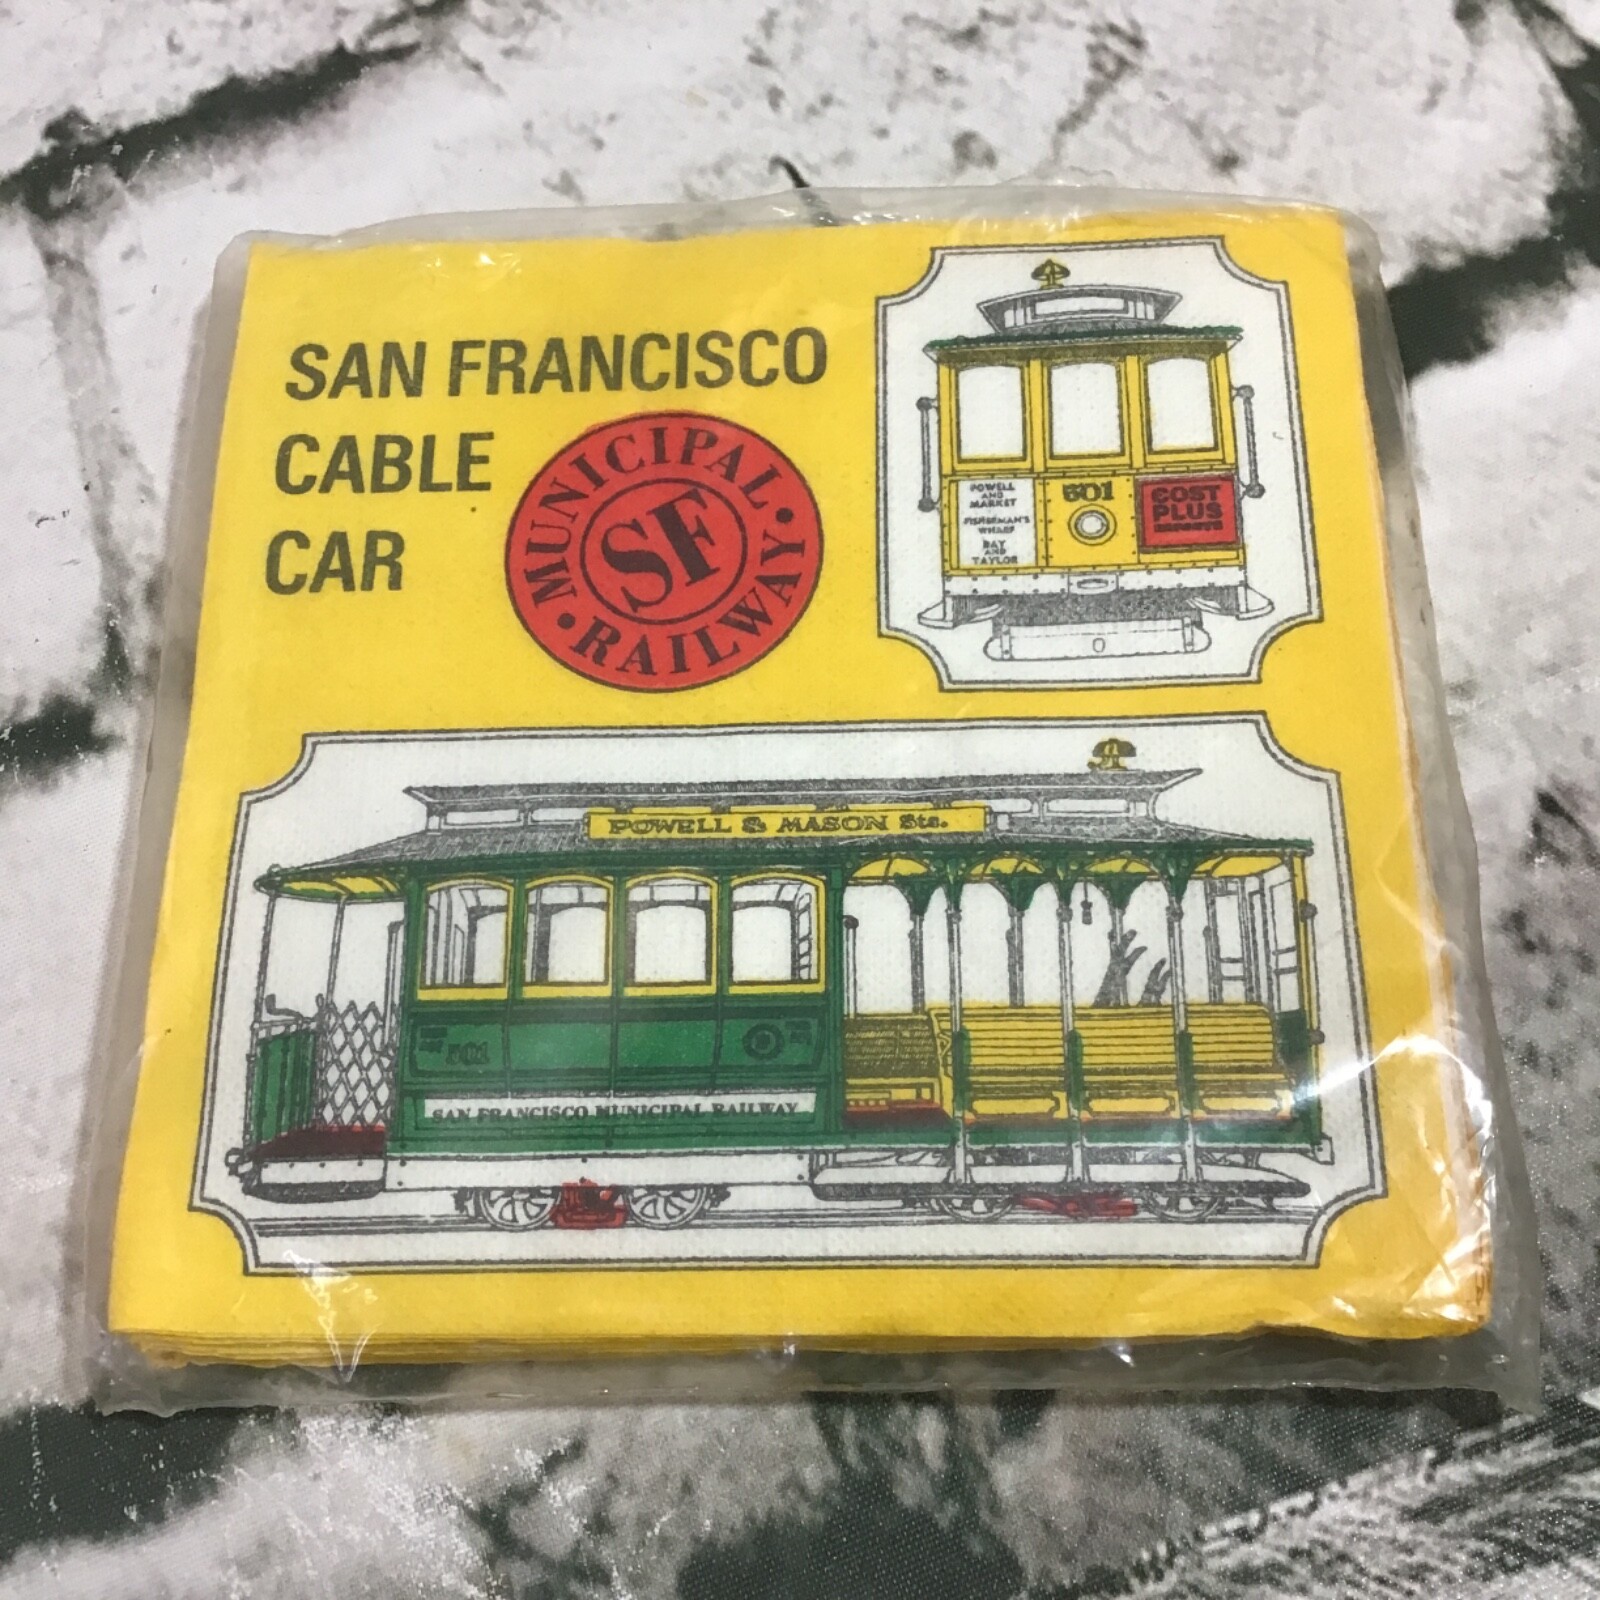 SAN FRANCISCO
CABLE
CAR
MUNICIPAL
SF
RAILWAY
POWELL
AND
MARKET
FISHERMAN'S
WHARF
BAY
AND
TAYLOR
501
COST
PLUS
IMPORTS
POWELL & MASON Sts.
501
SAN FRANCISCO MUNICIPAL RAILWAY